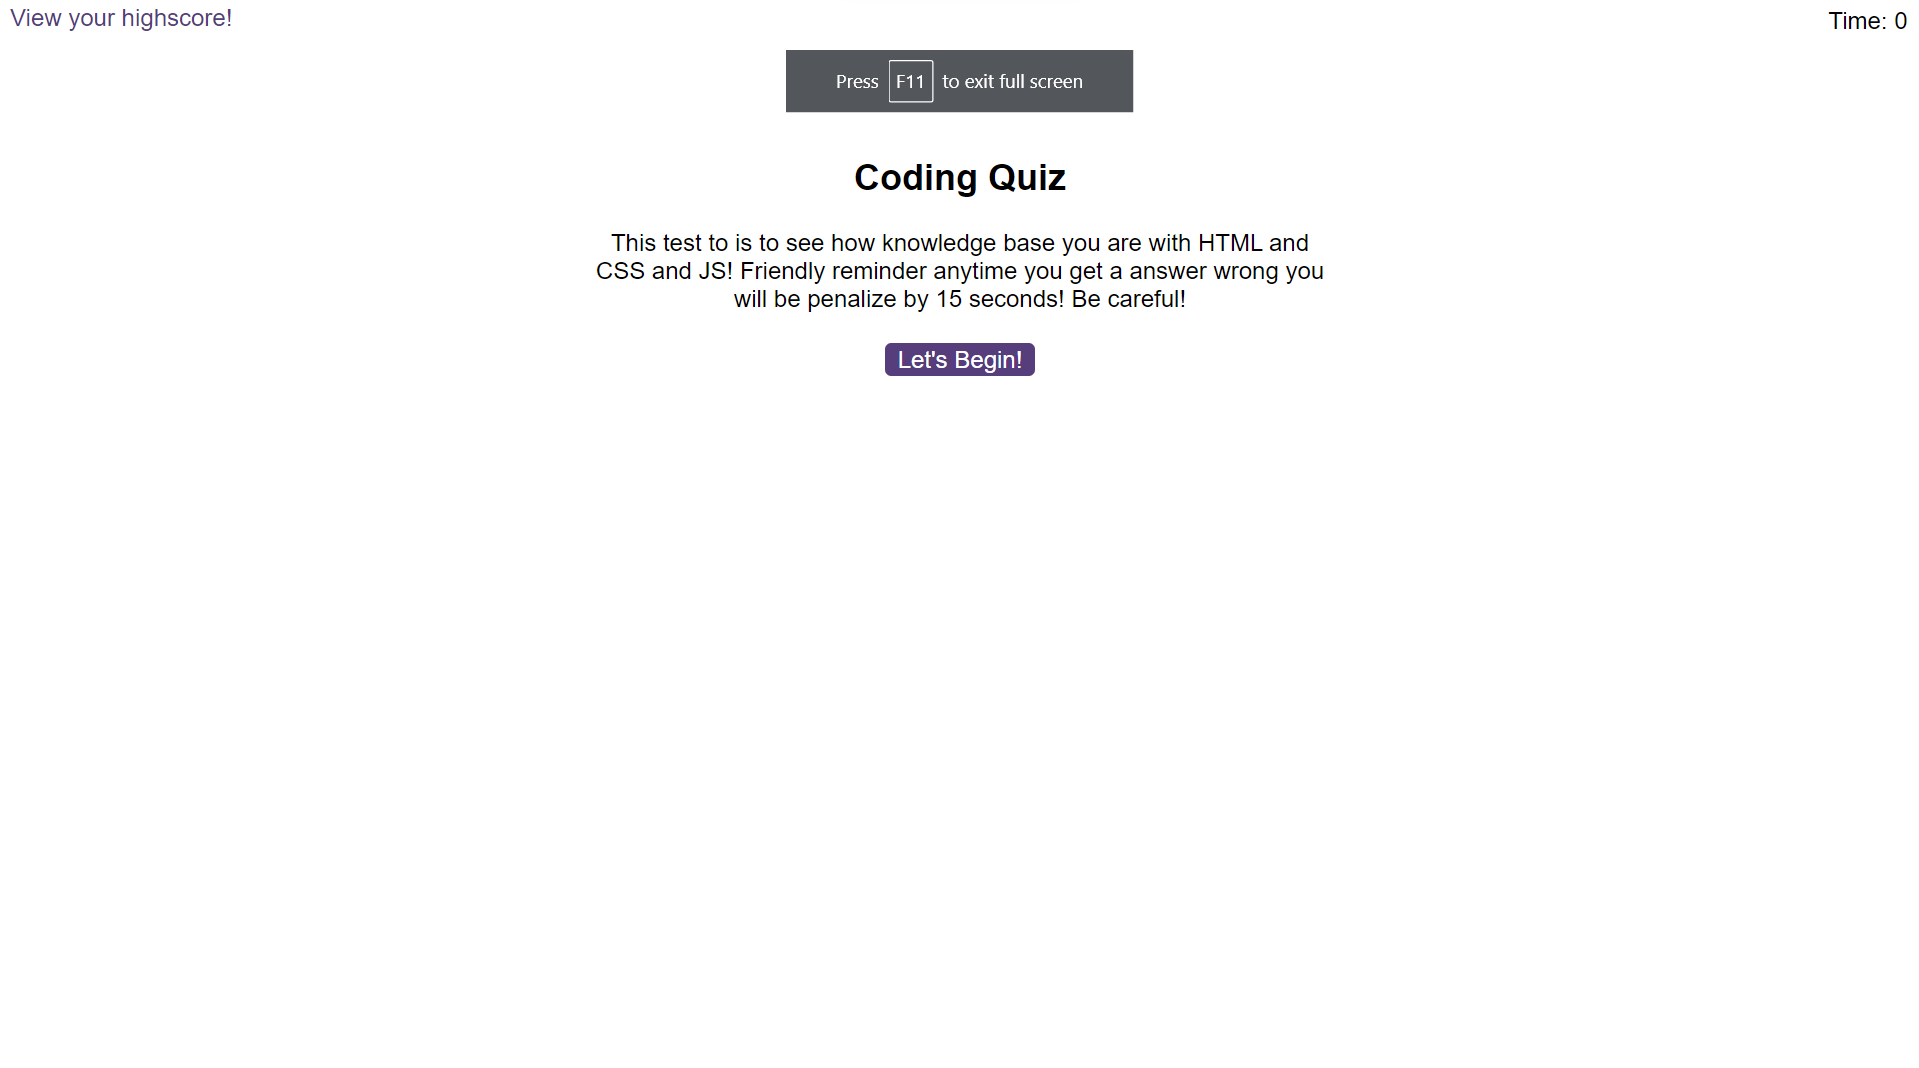 View your highscore!
Time: 0
Press F11 to exit full screen
Coding Quiz
This test to is to see how knowledge base you are with HTML and
CSS and JS! Friendly reminder anytime you get a answer wrong you
will be penalize by 15 seconds! Be careful!
Let's Begin!